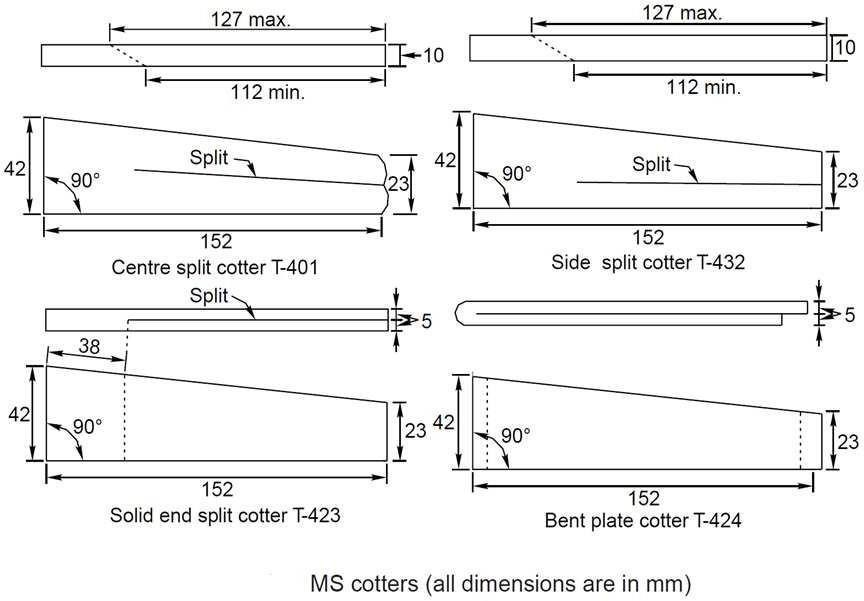 127 max.
10
112 min.
42
90°
Split
23
152
Centre split cotter T-401
127 max.
10
112 min.
42
90°
Split
23
152
Side split cotter T-432
Split
5
38
42
90°
23
152
Solid end split cotter T-423
5
42
90°
23
152
Bent plate cotter T-424
MS cotters (all dimensions are in mm)